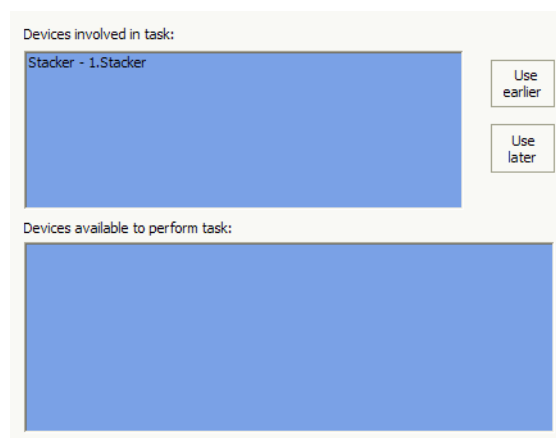 Devices involved in task:
Stacker - 1.Stacker
Use
earlier
Use
later
Devices available to perform task: